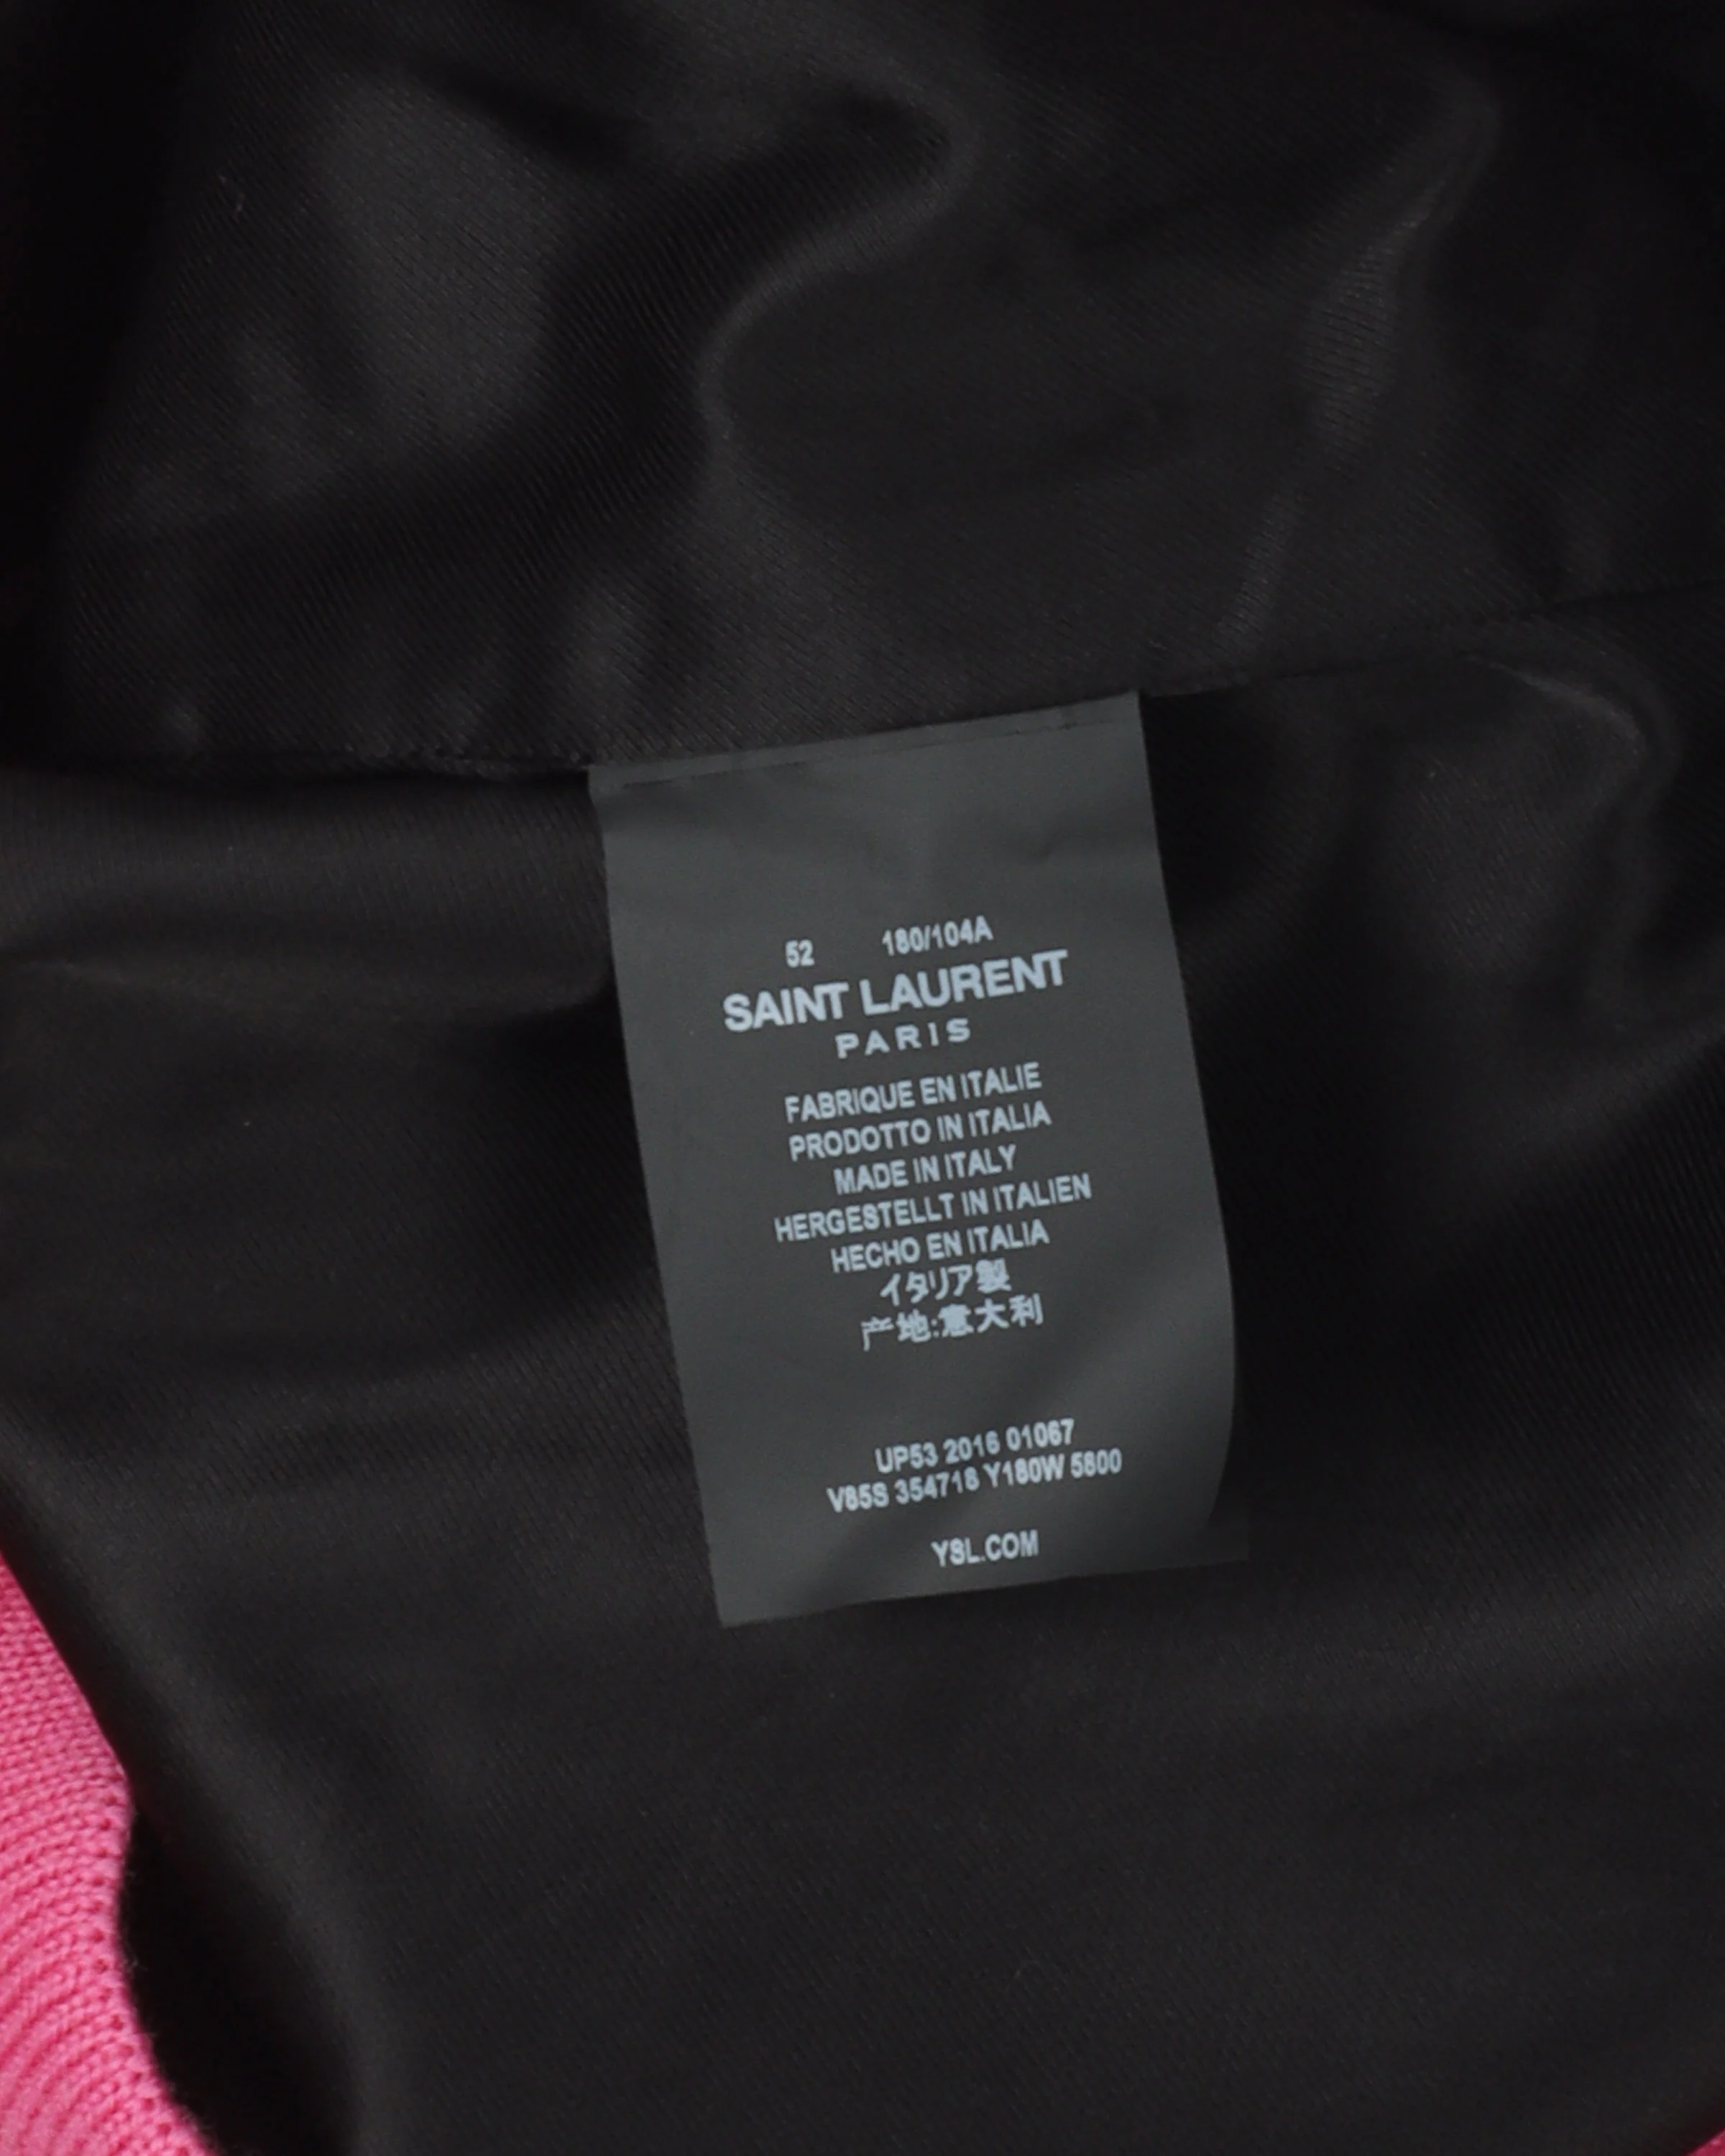 52 180/104A
SAINT LAURENT
PARIS
FABRIQUE EN ITALIE
PRODOTTO IN ITALIA
MADE IN ITALY
HERGESTELLT IN ITALIEN
HECHO EN ITALIA
イタリア製
产地:意大利
UP53 2016 01067
V85S 354718 Y180W 5800
YSL.COM